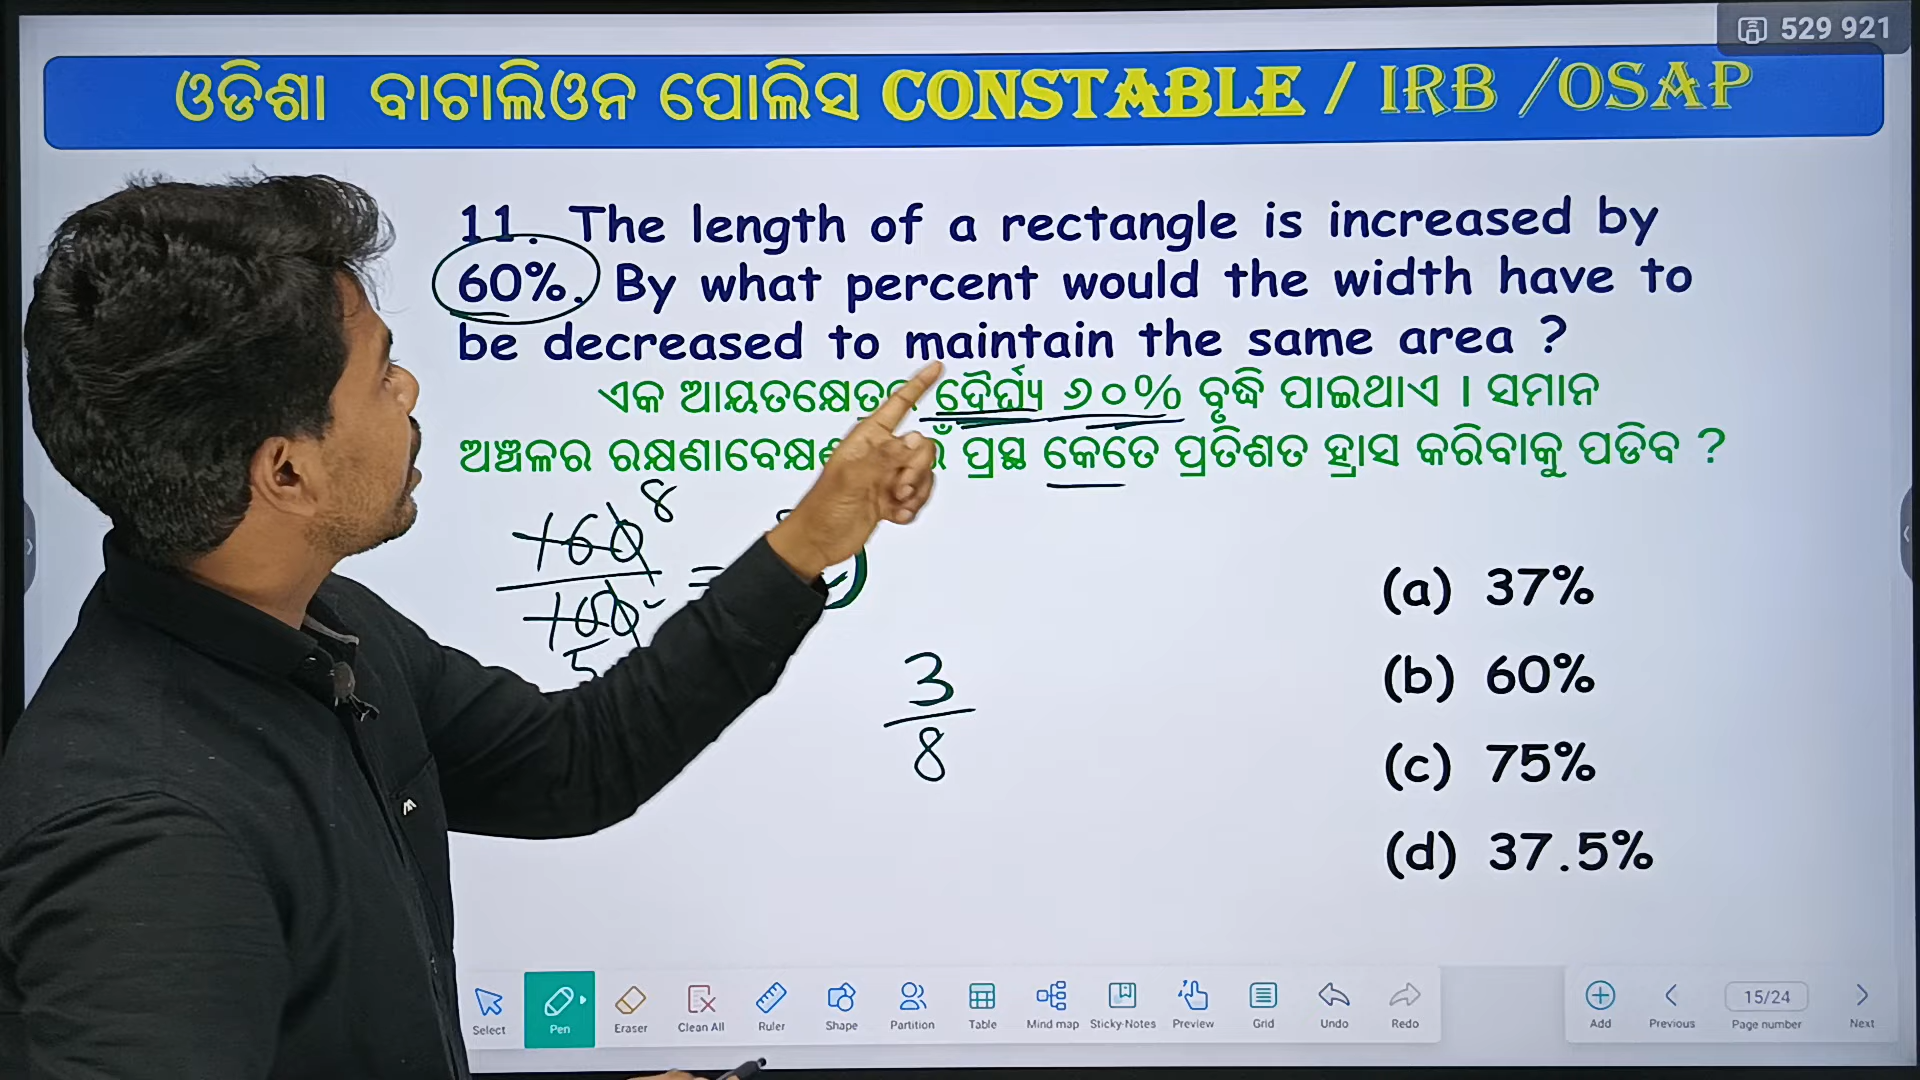 529 921
ଓଡିଶା ବାଟାଲିଓନ ପୋଲିସ CONSTABLE / IRB /OSAP
11. The length of a rectangle is increased by
60%. By what percent would the width have to
be decreased to maintain the same area ?
ଏକ ଆୟତକ୍ଷେତ୍ରର ଦୈର୍ଘ୍ୟ ୬୦% ବୃଦ୍ଧି ପାଇଥାଏ । ସମାନ
ଅଞ୍ଚଳର ରକ୍ଷଣାବେକ୍ଷଣ ପ୍ରସ୍ଥ କେତେ ପ୍ରତିଶତ ହ୍ରାସ କରିବାକୁ ପଡିବ ?
8
160
=
100
5
3
8
(a) 37%
(b) 60%
(c) 75%
(d) 37.5%
Select Pen Eraser Clean All Ruler Shape Partition Table Mind map Sticky-Notes Preview Grid Undo Redo Add Previous 15/24 Page number Next